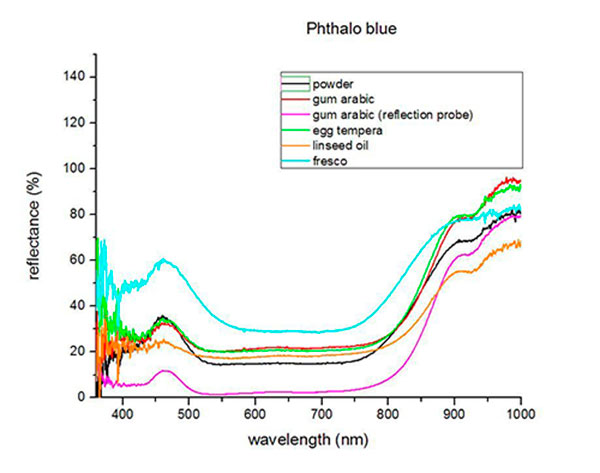 Phthalo blue
140
120
100
80
60
40
20
0
reflectance (%)
powder
gum arabic
gum arabic (reflection probe)
egg tempera
linseed oil
fresco
400 500 600 700 800 900 1000
wavelength (nm)